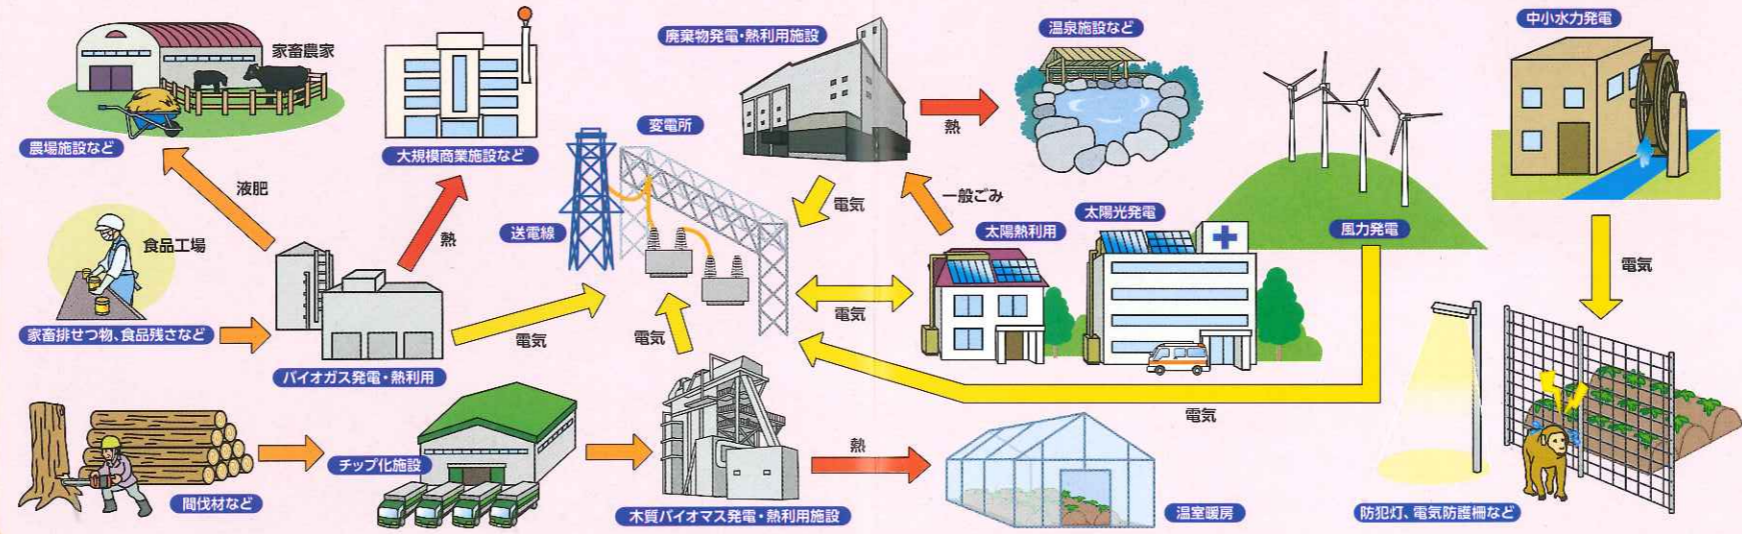 家畜農家
農場施設など
液肥
大規模商業施設など
熱
食品工場
家畜排せつ物、食品残さなど
バイオガス発電・熱利用
電気
廃棄物発電・熱利用施設
熱
温泉施設など
変電所
送電線
電気
一般ごみ
太陽熱利用
太陽光発電
電気
電気
風力発電
電気
中小水力発電
電気
防犯灯、電気防護柵など
間伐材など
チップ化施設
木質バイオマス発電・熱利用施設
熱
温室暖房